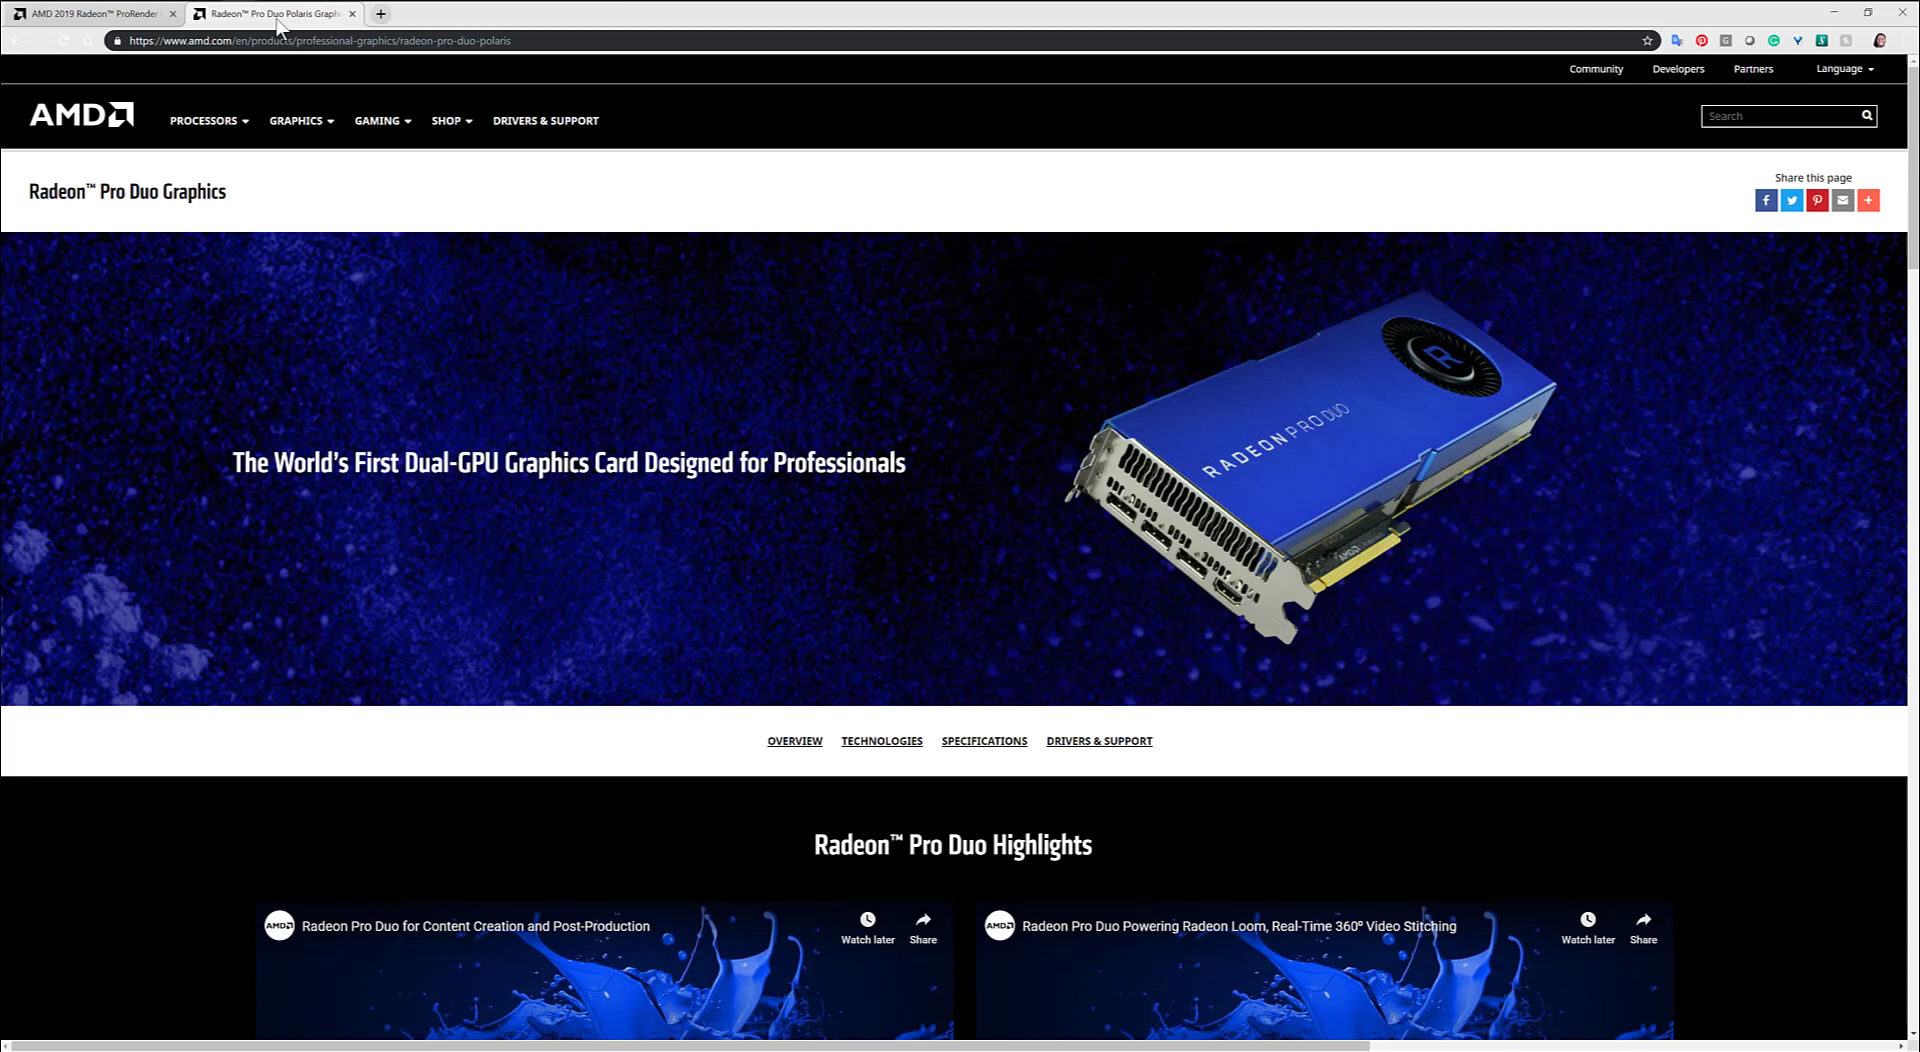 AMD 2019 Radeon™ ProRender
Radeon™ Pro Duo Polaris Graph
https://www.amd.com/en/products/professional-graphics/radeon-pro-duo-polaris
Community Developers Partners Language
AMD
PROCESSORS GRAPHICS GAMING SHOP DRIVERS & SUPPORT
Search
Radeon™ Pro Duo Graphics
Share this page
The World's First Dual-GPU Graphics Card Designed for Professionals
R
RADEON PRO DUO
AMD
OVERVIEW TECHNOLOGIES SPECIFICATIONS DRIVERS & SUPPORT
Radeon™ Pro Duo Highlights
AMD Radeon Pro Duo for Content Creation and Post-Production
Watch later Share
AMD Radeon Pro Duo Powering Radeon Loom, Real-Time 360º Video Stitching
Watch later Share